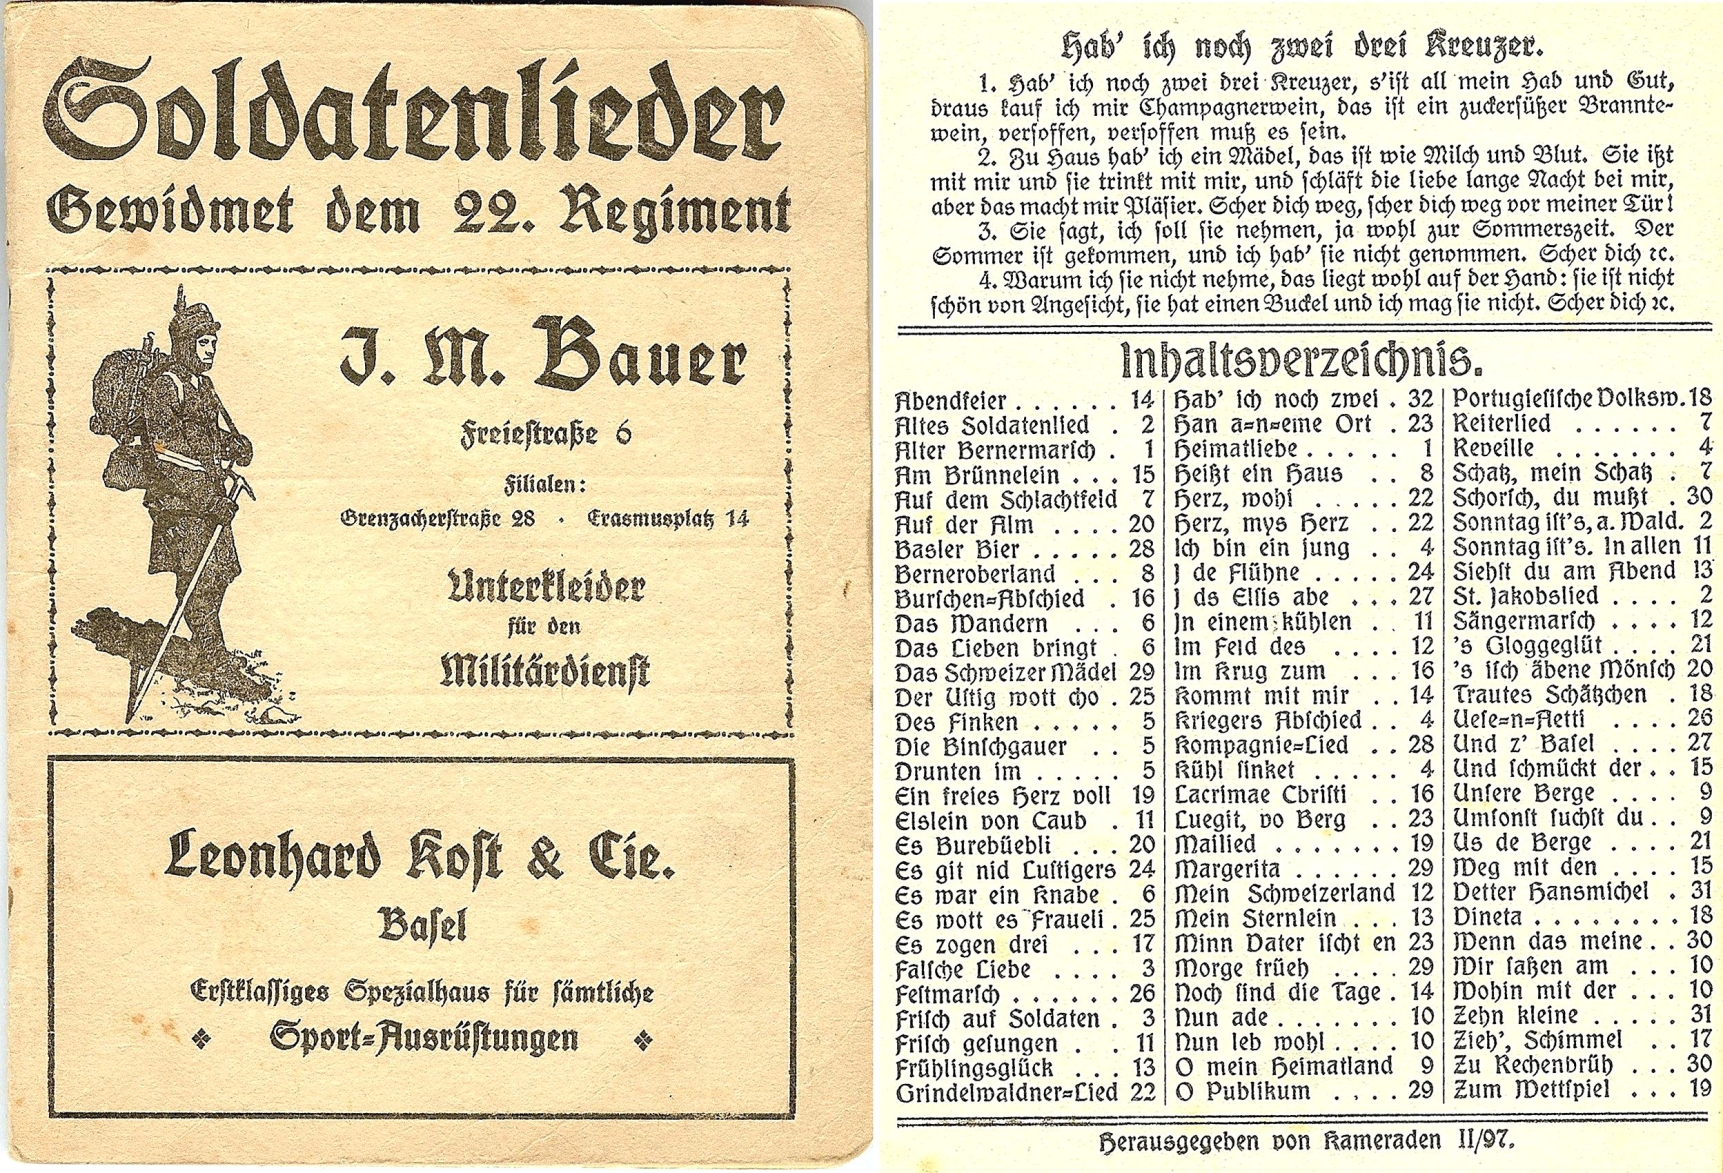 Soldatenlieder
Gewidmet dem 22. Regiment
J. M. Bauer
Freiestraße 6
Filialen:
Grenzacherstraße 28 · Erasmusplatz 14
Unterkleider
für den
Militärdienst
Leonhard Kost & Cie.
Basel
Erstklassiges Spezialhaus für sämtliche
Sport-Ausrüstungen
Hab' ich noch zwei drei Kreuzer.
1. Hab' ich noch zwei drei Kreuzer, s'ist all mein Hab und Gut,
draus kauf ich mir Champagnerwein, das ist ein zuckersüßer Brannte-
wein, versoffen, versoffen muß es sein.
2. Zu Haus hab' ich ein Mädel, das ist wie Milch und Blut. Sie ißt
mit mir und sie trinkt mit mir, und schläft die liebe lange Nacht bei mir,
aber das macht mir Pläsier. Scher dich weg, scher dich weg vor meiner Tür!
3. Sie sagt, ich soll sie nehmen, ja wohl zur Sommerszeit. Der
Sommer ist gekommen, und ich hab' sie nicht genommen. Scher dich ꝛc.
4. Warum ich sie nicht nehme, das liegt wohl auf der Hand: sie ist nicht
schön von Angesicht, sie hat einen Buckel und ich mag sie nicht. Scher dich ꝛc.
Inhaltsverzeichnis.
Abendfeier . . . . . . 14
Altes Soldatenlied . 2
Alter Bernermarsch . 1
Am Brünnelein . . . 15
Auf dem Schlachtfeld 7
Auf der Alm . . . . 20
Basler Bier . . . . . 28
Berneroberland . . . 8
Burschen-Abschied . 16
Das Wandern . . . 6
Das Lieben bringt . 6
Das Schweizer Mädel 29
Der Ustig wott cho . 25
Des Finken . . . . . 5
Die Binschgauer . . 5
Drunten im . . . . . 5
Ein freies Herz voll 19
Elslein von Caub . 11
Es Burebüebli . . . 20
Es git nid Lustigers 24
Es war ein Knabe . 6
Es wott es Fraueli . 25
Es zogen drei . . . 17
Falsche Liebe . . . . 3
Festmarsch . . . . . . 26
Frisch auf Soldaten . 3
Frisch gesungen . . 11
Frühlingsglück . . . 13
Grindelwaldner-Lied 22
Hab' ich noch zwei . 32
Han a-n-eme Ort . 23
Heimatliebe . . . . . 1
Heißt ein Haus . . 8
Herz, wohl . . . . . 22
Herz, mys Herz . . 22
Ich bin ein jung . . 4
J de Flühne . . . . . 24
J ds Elsis abe . . . 27
In einem kühlen . . 11
Im Feld des . . . . 12
Im Krug zum . . . 16
Kommt mit mir . . 14
Kriegers Abschied . . 4
Kompagnie-Lied . . 28
Kühl sinket . . . . . 4
Lacrimae Christi . . 16
Luegit, vo Berg . . 23
Mailied . . . . . . . 19
Margerita . . . . . . 29
Mein Schweizerland 12
Mein Sternlein . . . 13
Minn Vater ischt en 23
Morge früeh . . . . 29
Noch sind die Tage . 14
Nun ade . . . . . . . 10
Nun leb wohl . . . . 10
O mein Heimatland 9
O Publikum . . . . 29
Portugiesische Volksw. 18
Reiterlied . . . . . . 7
Reveille . . . . . . . 4
Schatz, mein Schatz . 7
Schorsch, du mußt . 30
Sonntag ist's, a. Wald. 2
Sonntag ist's. In allen 11
Siehst du am Abend 13
St. Jakobslied . . . . 2
Sängermarsch . . . . 12
's Gloggeglüt . . . . 21
's isch äbene Mönsch 20
Trautes Schätzchen . 18
Uese-n-Aetti . . . . 26
Und z' Basel . . . . 27
Und schmückt der . . 15
Unsere Berge . . . . 9
Umsonst suchst du . . 9
Us de Berge . . . . 21
Weg mit den . . . . 15
Vetter Hansmichel . 31
Vineta . . . . . . . . 18
Wenn das meine . . 30
Wir saßen am . . . 10
Wohin mit der . . . 10
Zehn kleine . . . . . 31
Zieh', Schimmel . . 17
Zu Rechenbrüh . . . 30
Zum Wettspiel . . . 19
Herausgegeben von Kameraden II/97.